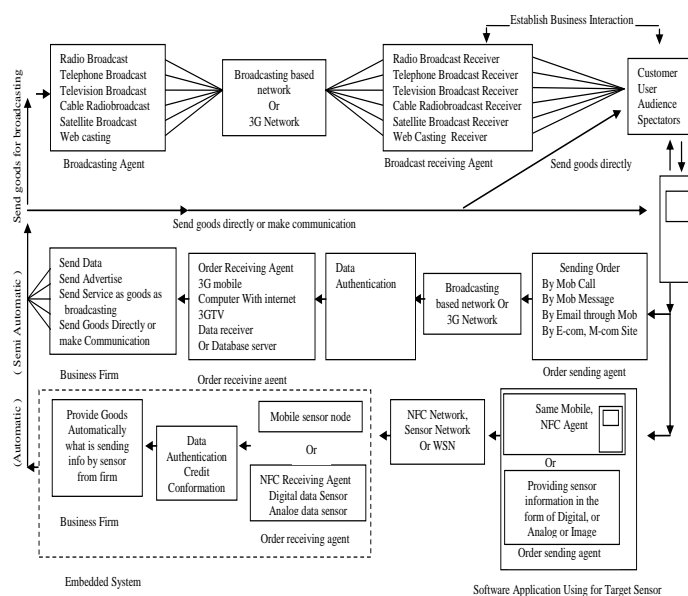 Establish Business Interaction
Radio Broadcast
Telephone Broadcast
Television Broadcast
Cable Radiobroadcast
Satellite Broadcast
Web casting
Broadcasting Agent
Broadcasting based
network
Or
3G Network
Radio Broadcast Receiver
Telephone Broadcast Receiver
Television Broadcast Receiver
Cable Radiobroadcast Receiver
Satellite Broadcast Receiver
Web Casting Receiver
Broadcast receiving Agent
Customer
User
Audience
Spectators
Send goods directly
Send goods for broadcasting
Send goods directly or make communication
Send Data
Send Advertise
Send Service as goods as
broadcasting
Send Goods Directly or
make Communication
Business Firm
Order Receiving Agent
3G mobile
Computer With internet
3GTV
Data receiver
Or Database server
Order receiving agent
Data
Authentication
Broadcasting
based network Or
3G Network
Sending Order
By Mob Call
By Mob Message
By Email through Mob
By E-com, M-com Site
Order sending agent
( Semi Automatic )
(Automatic )
Provide Goods
Automatically
what is sending
info by sensor
from firm
Business Firm
Data
Authentication
Credit
Conformation
Mobile sensor node
Or
NFC Receiving Agent
Digital data Sensor
Analog data sensor
Order receiving agent
NFC Network,
Sensor Network
Or WSN
Same Mobile,
NFC Agent
Or
Providing sensor
information in the
form of Digital, or
Analog or Image
Order sending agent
Embedded System
Software Application Using for Target Sensor